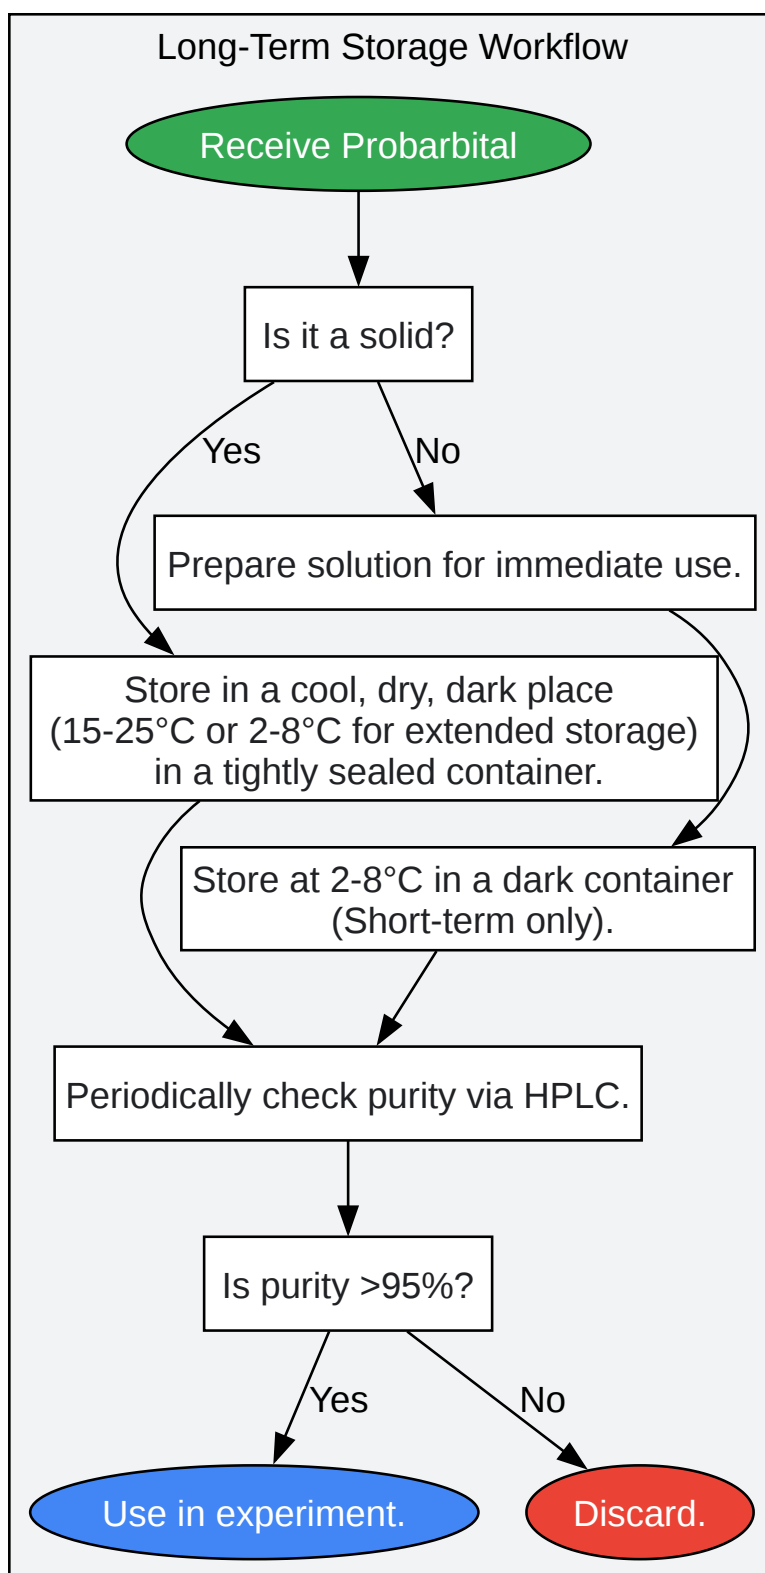 Long-Term Storage Workflow
Receive Probarbital
Is it a solid?
Yes
No
Prepare solution for immediate use.
Store in a cool, dry, dark place
(15-25°C or 2-8°C for extended storage)
in a tightly sealed container.
Store at 2-8°C in a dark container
(Short-term only).
Periodically check purity via HPLC.
Is purity >95%?
Yes
No
Use in experiment.
Discard.